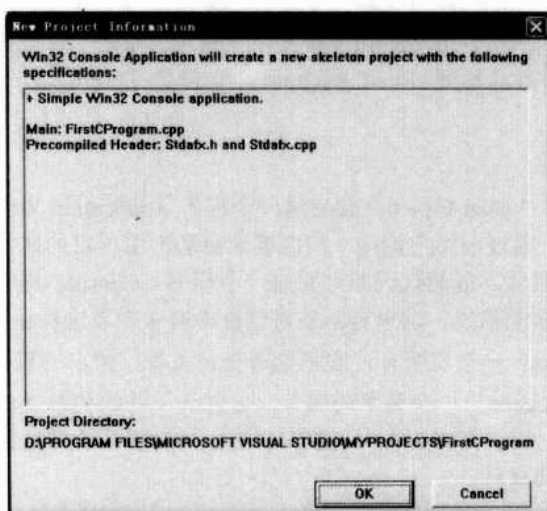 New Project Information
Win32 Console Application will create a new skeleton project with the following
specifications:
+ Simple Win32 Console application.
Main: FirstCProgram.cpp
Precompiled Header: Stdafx.h and Stdafx.cpp
Project Directory:
D:\PROGRAM FILES\MICROSOFT VISUAL STUDIO\MYPROJECTS\FirstCProgram
OK
Cancel